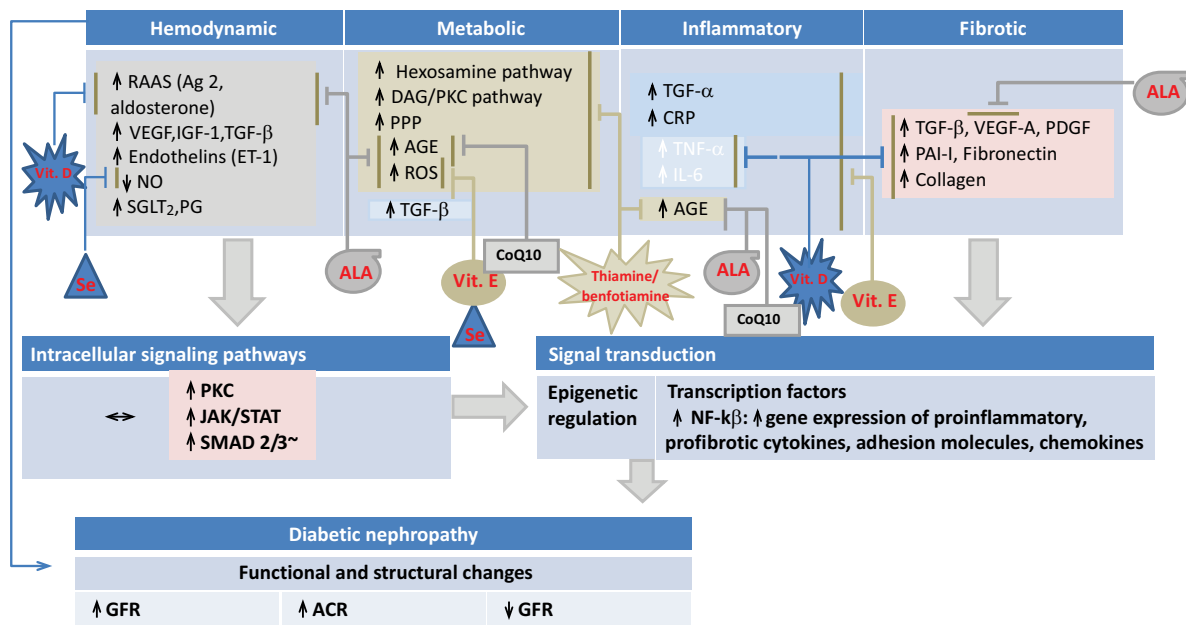 Hemodynamic
Metabolic
Inflammatory
Fibrotic
RAAS (Ag 2,
aldosterone)
VEGF,IGF-1,TGF-β
Endothelins (ET-1)
NO
SGLT₂,PG
Hexosamine pathway
DAG/PKC pathway
PPP
AGE
ROS
TGF-β
TGF-α
CRP
TNF-α
IL-6
AGE
ALA
TGF-β, VEGF-A, PDGF
PAI-I, Fibronectin
Collagen
Vit. D
Se
ALA
CoQ10
Vit. E
Se
Thiamine/
benfotiamine
ALA
CoQ10
Vit. D
Vit. E
Intracellular signaling pathways
PKC
JAK/STAT
SMAD 2/3~
Signal transduction
Epigenetic
regulation
Transcription factors
NF-kβ: gene expression of proinflammatory,
profibrotic cytokines, adhesion molecules, chemokines
Diabetic nephropathy
Functional and structural changes
GFR
ACR
GFR